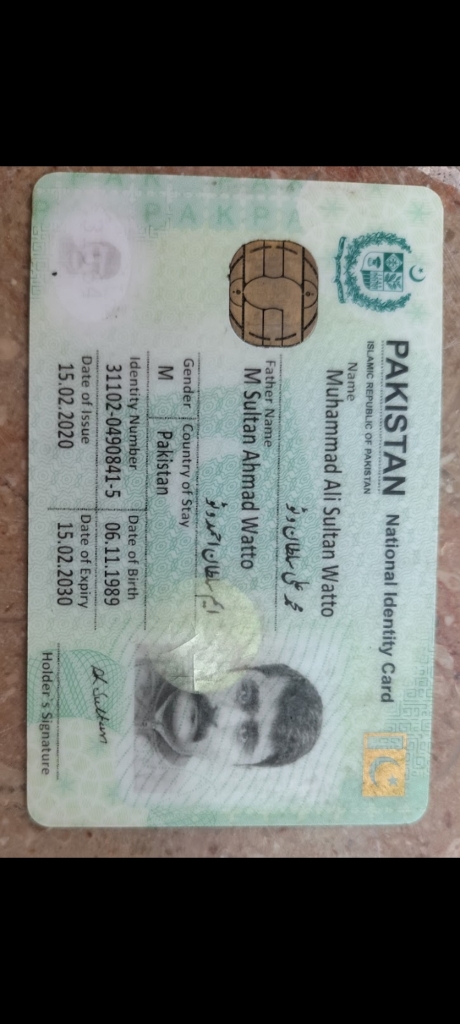 PAKISTAN National Identity Card
ISLAMIC REPUBLIC OF PAKISTAN
Name
Muhammad Ali Sultan Watto
محمد علی سلطان وٹو
Father Name
M Sultan Ahmad Watto
ایم سلطان احمد وٹو
Gender Country of Stay
M Pakistan
Identity Number Date of Birth
31102-0490841-5 06.11.1989
Date of Issue Date of Expiry
15.02.2020 15.02.2030
Holder's Signature